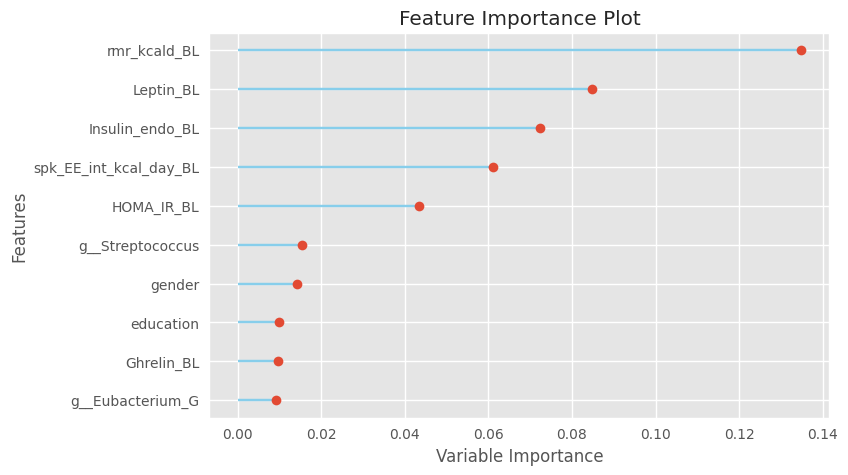 Feature Importance Plot
Features
rmr_kcald_BL
Leptin_BL
Insulin_endo_BL
spk_EE_int_kcal_day_BL
HOMA_IR_BL
g__Streptococcus
gender
education
Ghrelin_BL
g__Eubacterium_G
0.00 0.02 0.04 0.06 0.08 0.10 0.12 0.14
Variable Importance